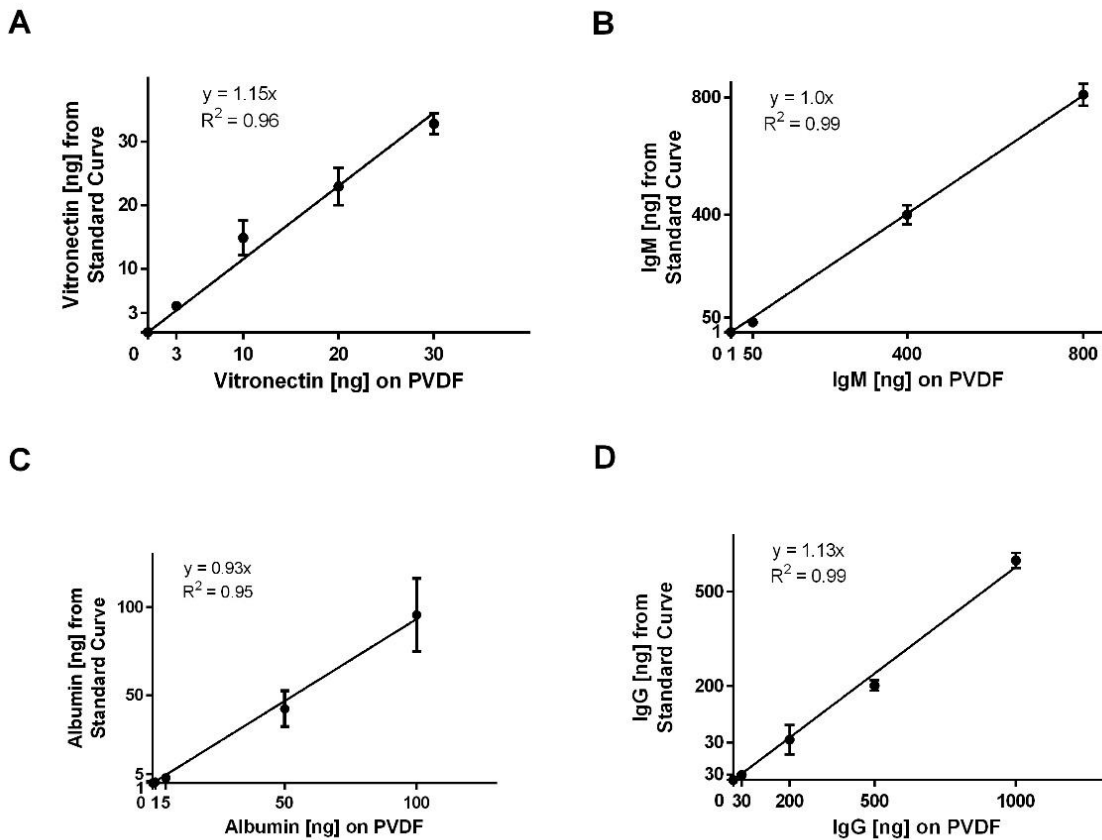 A
y = 1.15x
R² = 0.96
Vitronectin [ng] from
Standard Curve
30
20
10
3
0 3 10 20 30
Vitronectin [ng] on PVDF
B
y = 1.0x
R² = 0.99
IgM [ng] from
Standard Curve
800
400
50
1
0 1 50 400 800
IgM [ng] on PVDF
C
y = 0.93x
R² = 0.95
Albumin [ng] from
Standard Curve
100
50
5
1
0 1 5 50 100
Albumin [ng] on PVDF
D
y = 1.13x
R² = 0.99
IgG [ng] from
Standard Curve
500
200
30
30
0 30 200 500 1000
IgG [ng] on PVDF